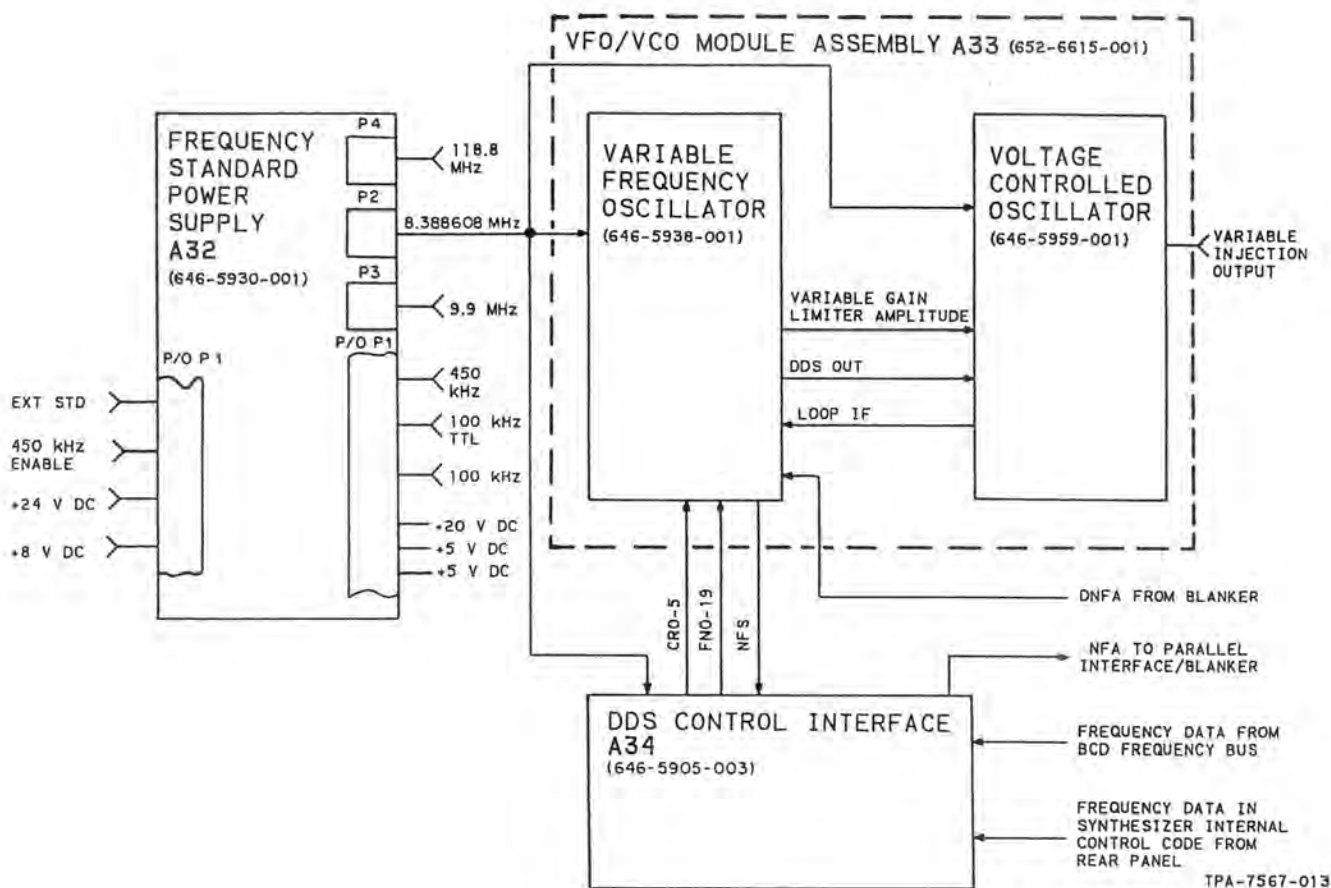 VFO/VCO MODULE ASSEMBLY A33 (652-6615-001)
FREQUENCY
STANDARD
POWER
SUPPLY
A32
(646-5930-001)
P4
118.8
MHz
P2
8.388608 MHz
P3
9.9 MHz
P/O P1
P/O P1
EXT STD
450 kHz
ENABLE
+24 V DC
+8 V DC
450
kHz
100 kHz
TTL
100 kHz
+20 V DC
+5 V DC
+5 V DC
VARIABLE
FREQUENCY
OSCILLATOR
(646-5938-001)
VOLTAGE
CONTROLLED
OSCILLATOR
(646-5959-001)
VARIABLE
INJECTION
OUTPUT
VARIABLE GAIN
LIMITER AMPLITUDE
DDS OUT
LOOP IF
CR0-5
FN0-19
NFS
DNFA FROM BLANKER
NFA TO PARALLEL
INTERFACE/BLANKER
DDS CONTROL INTERFACE
A34
(646-5905-003)
FREQUENCY DATA FROM
BCD FREQUENCY BUS
FREQUENCY DATA IN
SYNTHESIZER INTERNAL
CONTROL CODE FROM
REAR PANEL
TPA-7567-013